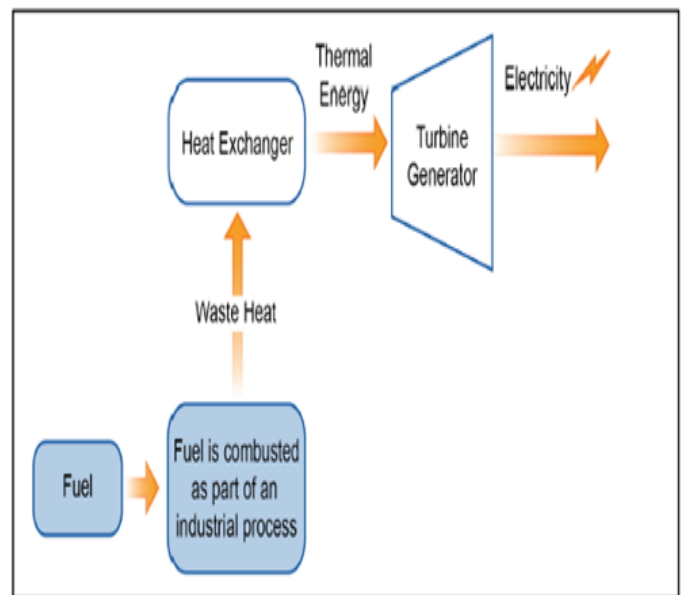 Thermal
Energy
Electricity
Heat Exchanger
Turbine
Generator
Waste Heat
Fuel
Fuel is combusted
as part of an
industrial process